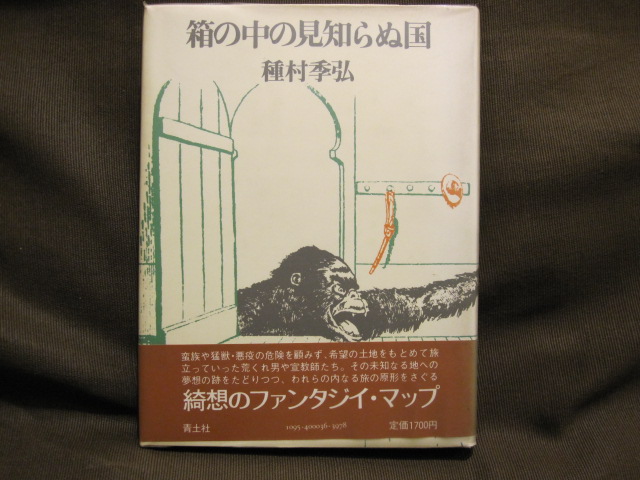 箱の中の見知らぬ国
種村季弘
蛮族や猛獣・悪疫の危険を顧みず、希望の土地をもとめて旅
立っていった荒くれ男や宣教師たち。その未知なる地への
夢想の跡をたどりつつ、われらの内なる旅の原形をさぐる
綺想のファンタジイ・マップ
青土社
1095-400036-3978
定価1700円